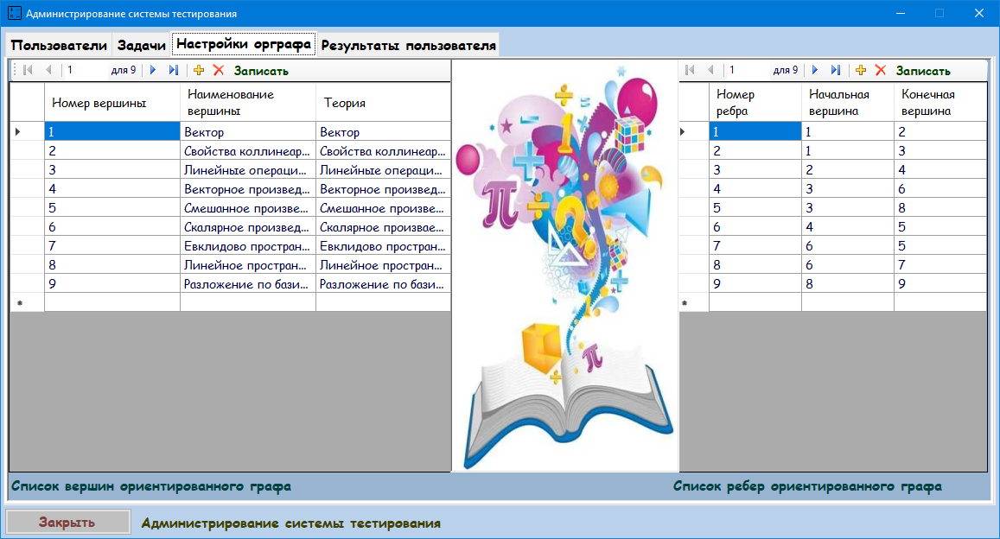 Администрирование системы тестирования
Пользователи Задачи Настройки орграфа Результаты пользователя
1 для 9 Записать
Номер вершины Наименование вершины Теория
1 Вектор Вектор
2 Свойства коллинеар... Свойства коллинеар...
3 Линейные операци... Линейные операци...
4 Векторное произвед... Векторное произвед...
5 Смешанное произве... Смешанное произве...
6 Скалярное произвед... Скалярное произвае...
7 Евклидово простран... Евклидово простран...
8 Линейное простран... Линейное простран...
9 Разложение по бази... Разложение по бази...
Список вершин ориентированного графа
1 для 9 Записать
Номер ребра Начальная вершина Конечная вершина
1 1 2
2 1 3
3 2 4
4 3 6
5 3 8
6 4 5
7 6 5
8 6 7
9 8 9
Список ребер ориентированного графа
Закрыть Администрирование системы тестирования